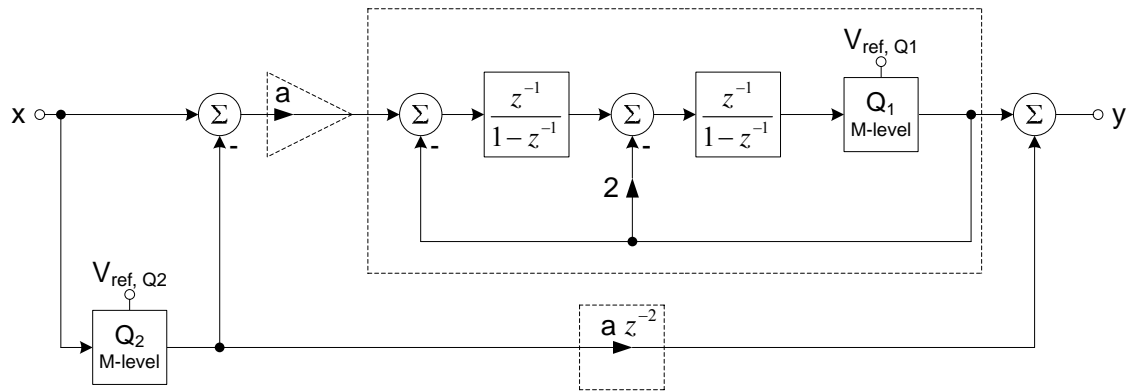 V_ref, Q1
x
Σ
a
Σ
z^{-1}
1 - z^{-1}
Σ
z^{-1}
1 - z^{-1}
Q_1
M-level
Σ
y
-
-
-
2
V_ref, Q2
Q_2
M-level
a z^{-2}